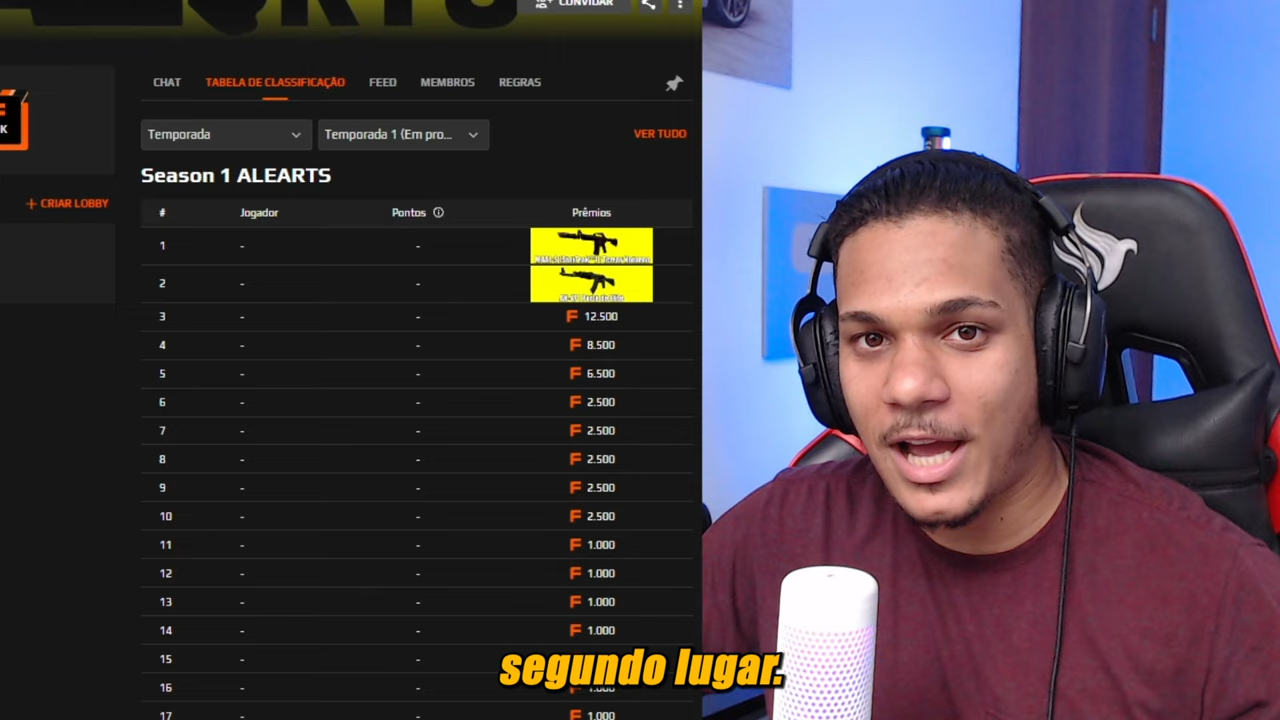 CONVIDAR
CHAT
TABELA DE CLASSIFICAÇÃO
FEED
MEMBROS
REGRAS
Temporada
Temporada 1 (Em pro...
VER TUDO
Season 1 ALEARTS
+ CRIAR LOBBY
# Jogador Pontos Prêmios
1 - -
2 - -
3 - - 12.500
4 - - 8.500
5 - - 6.500
6 - - 2.500
7 - - 2.500
8 - - 2.500
9 - - 2.500
10 - - 2.500
11 - - 1.000
12 - - 1.000
13 - - 1.000
14 - - 1.000
15 - -
16 - - 1.000
17 - - 1.000
segundo lugar.